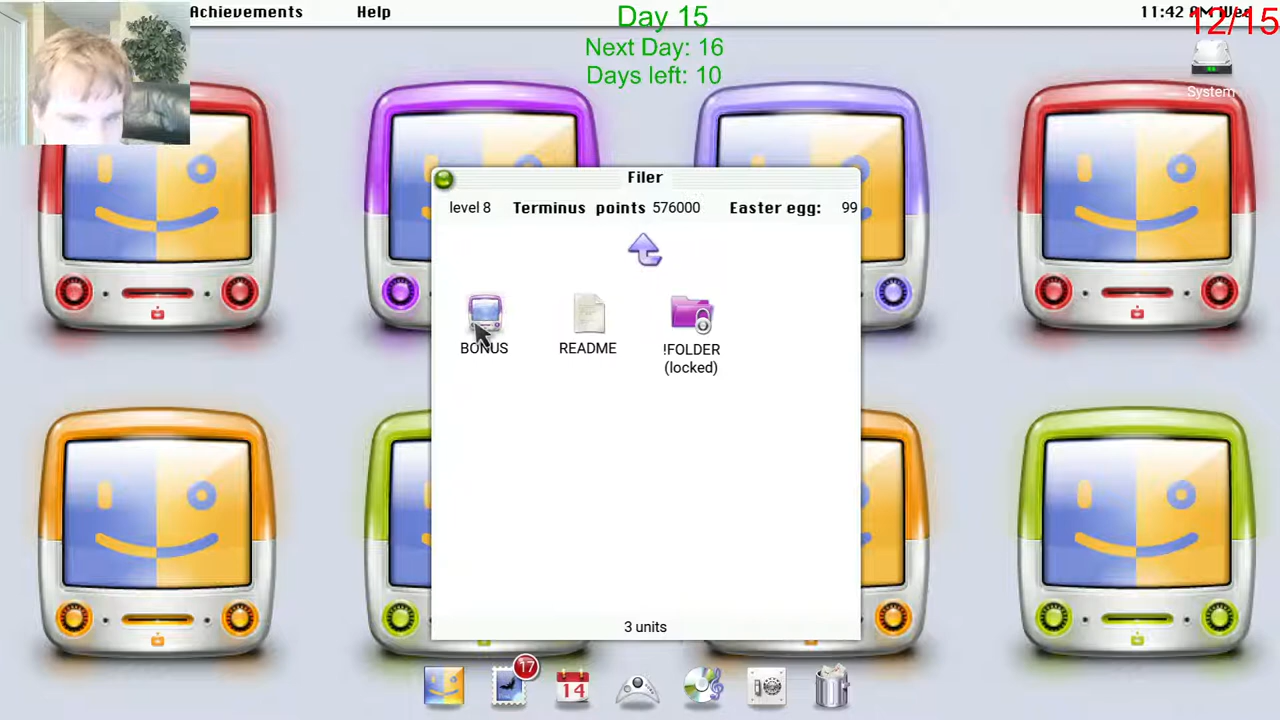 Achievements Help
Day 15
Next Day: 16
Days left: 10
11:42 AM Wed
12/15
System
Filer
level 8 Terminus points 576000 Easter egg: 99
BONUS
README
!FOLDER
(locked)
3 units
17
14